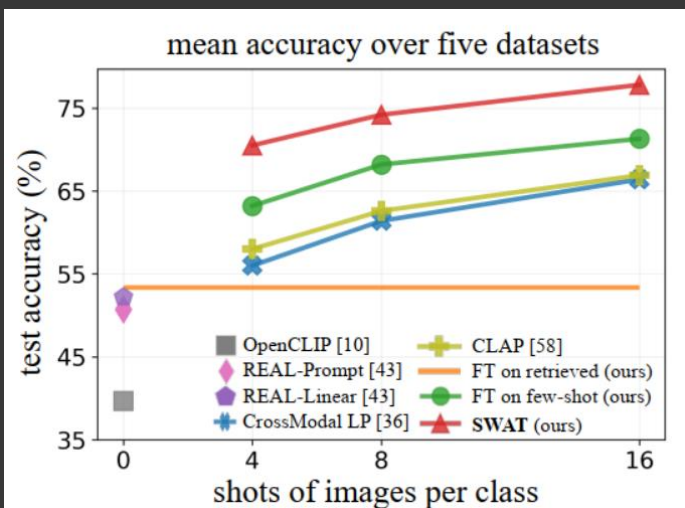 mean accuracy over five datasets
test accuracy (%)
75
65
55
45
35
OpenCLIP [10]
REAL-Prompt [43]
REAL-Linear [43]
CrossModal LP [36]
CLAP [58]
FT on retrieved (ours)
FT on few-shot (ours)
SWAT (ours)
0 4 8 16
shots of images per class